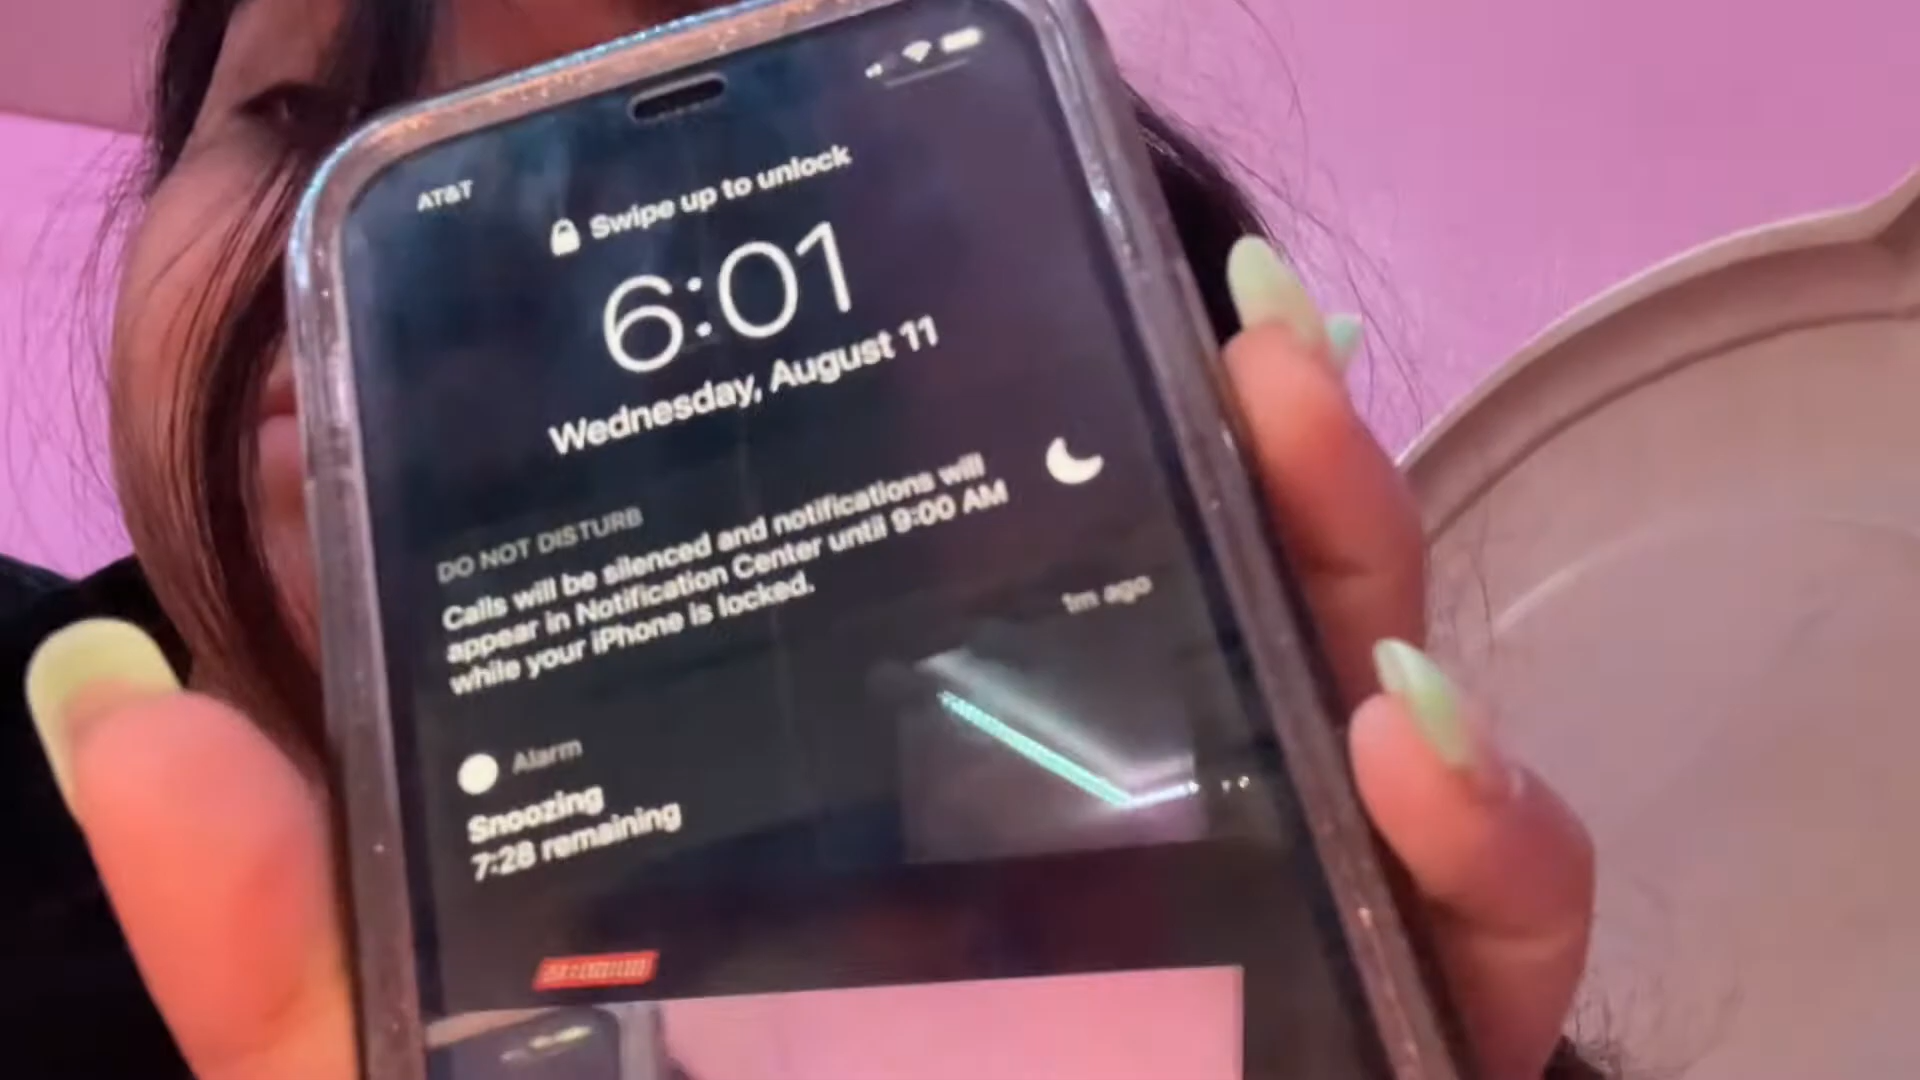 AT&T
Swipe up to unlock
6:01
Wednesday, August 11
DO NOT DISTURB
Calls will be silenced and notifications will
appear in Notification Center until 9:00 AM
while your iPhone is locked.
1m ago
Alarm
Snoozing
7:28 remaining